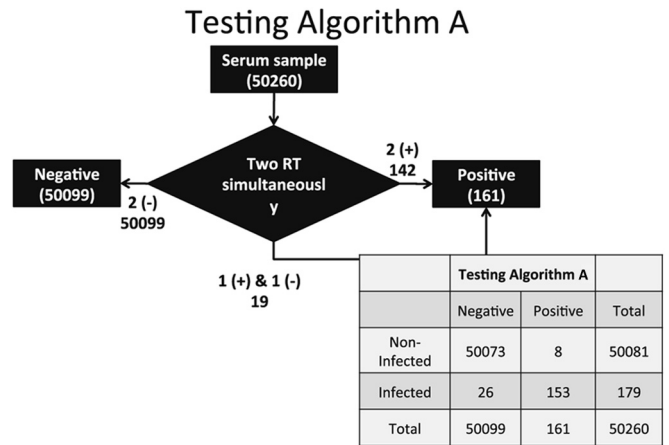 Testing Algorithm A
Serum sample
(50260)
Two RT
simultaneousl
y
2 (+)
142
Negative
(50099)
2 (-)
50099
Positive
(161)
1 (+) & 1 (-)
19
Testing Algorithm A
Negative Positive Total
Non-
Infected 50073 8 50081
Infected 26 153 179
Total 50099 161 50260